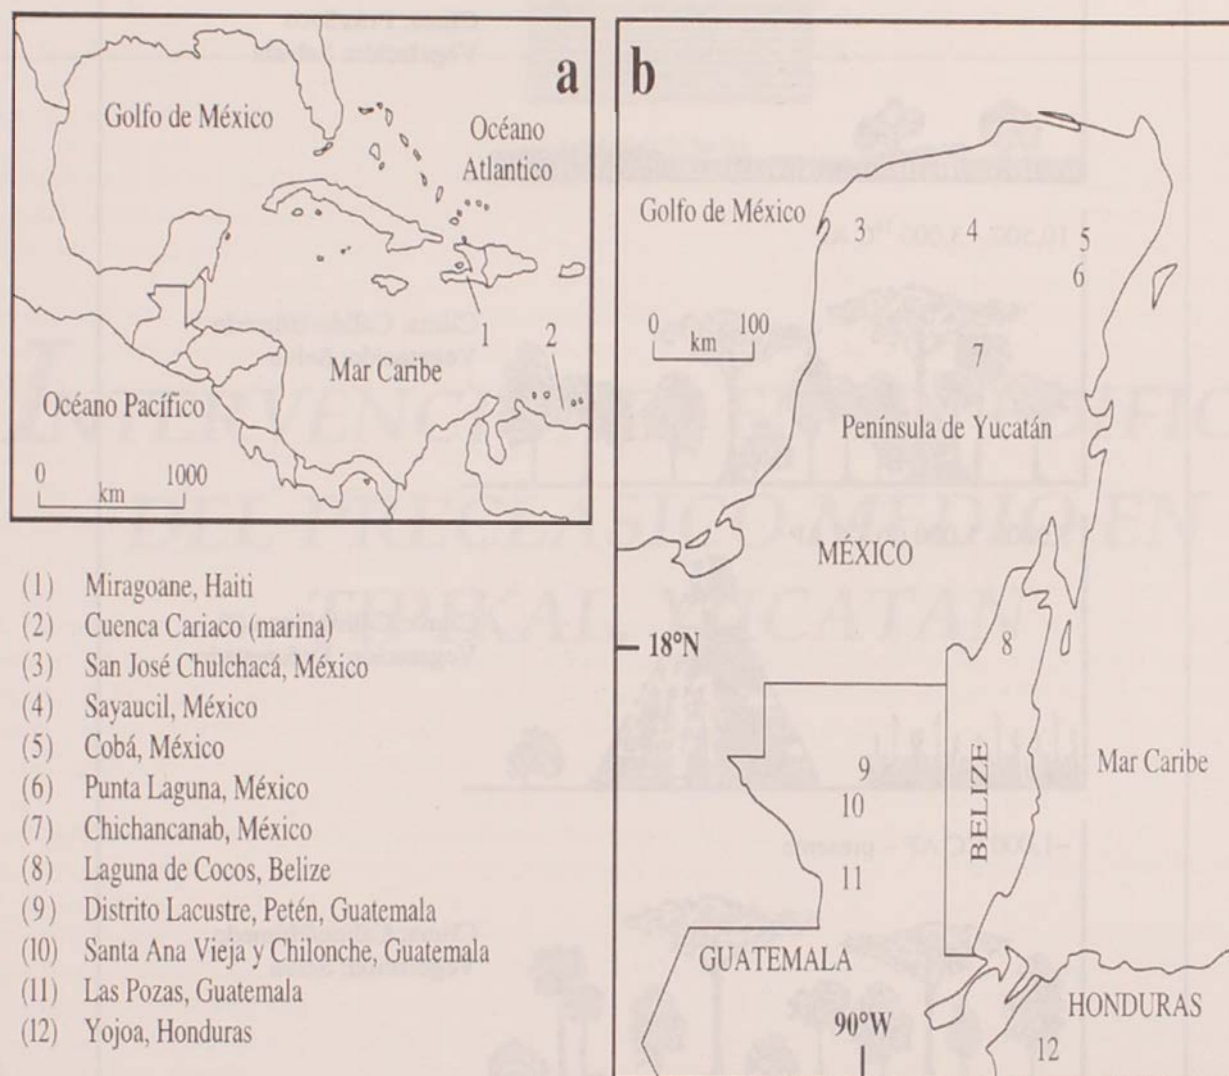 a
Golfo de México
Océano
Atlantico
1
2
Mar Caribe
Océano Pacífico
0 1000
km
(1) Miragoane, Haiti
(2) Cuenca Cariaco (marina)
(3) San José Chulchacá, México
(4) Sayaucil, México
(5) Cobá, México
(6) Punta Laguna, México
(7) Chichancanab, México
(8) Laguna de Cocos, Belize
(9) Distrito Lacustre, Petén, Guatemala
(10) Santa Ana Vieja y Chilonche, Guatemala
(11) Las Pozas, Guatemala
(12) Yojoa, Honduras
b
Golfo de México
3
4
5
6
0 100
km
7
Península de Yucatán
MÉXICO
18°N
8
9
BELIZE
Mar Caribe
10
11
GUATEMALA
HONDURAS
90°W
12